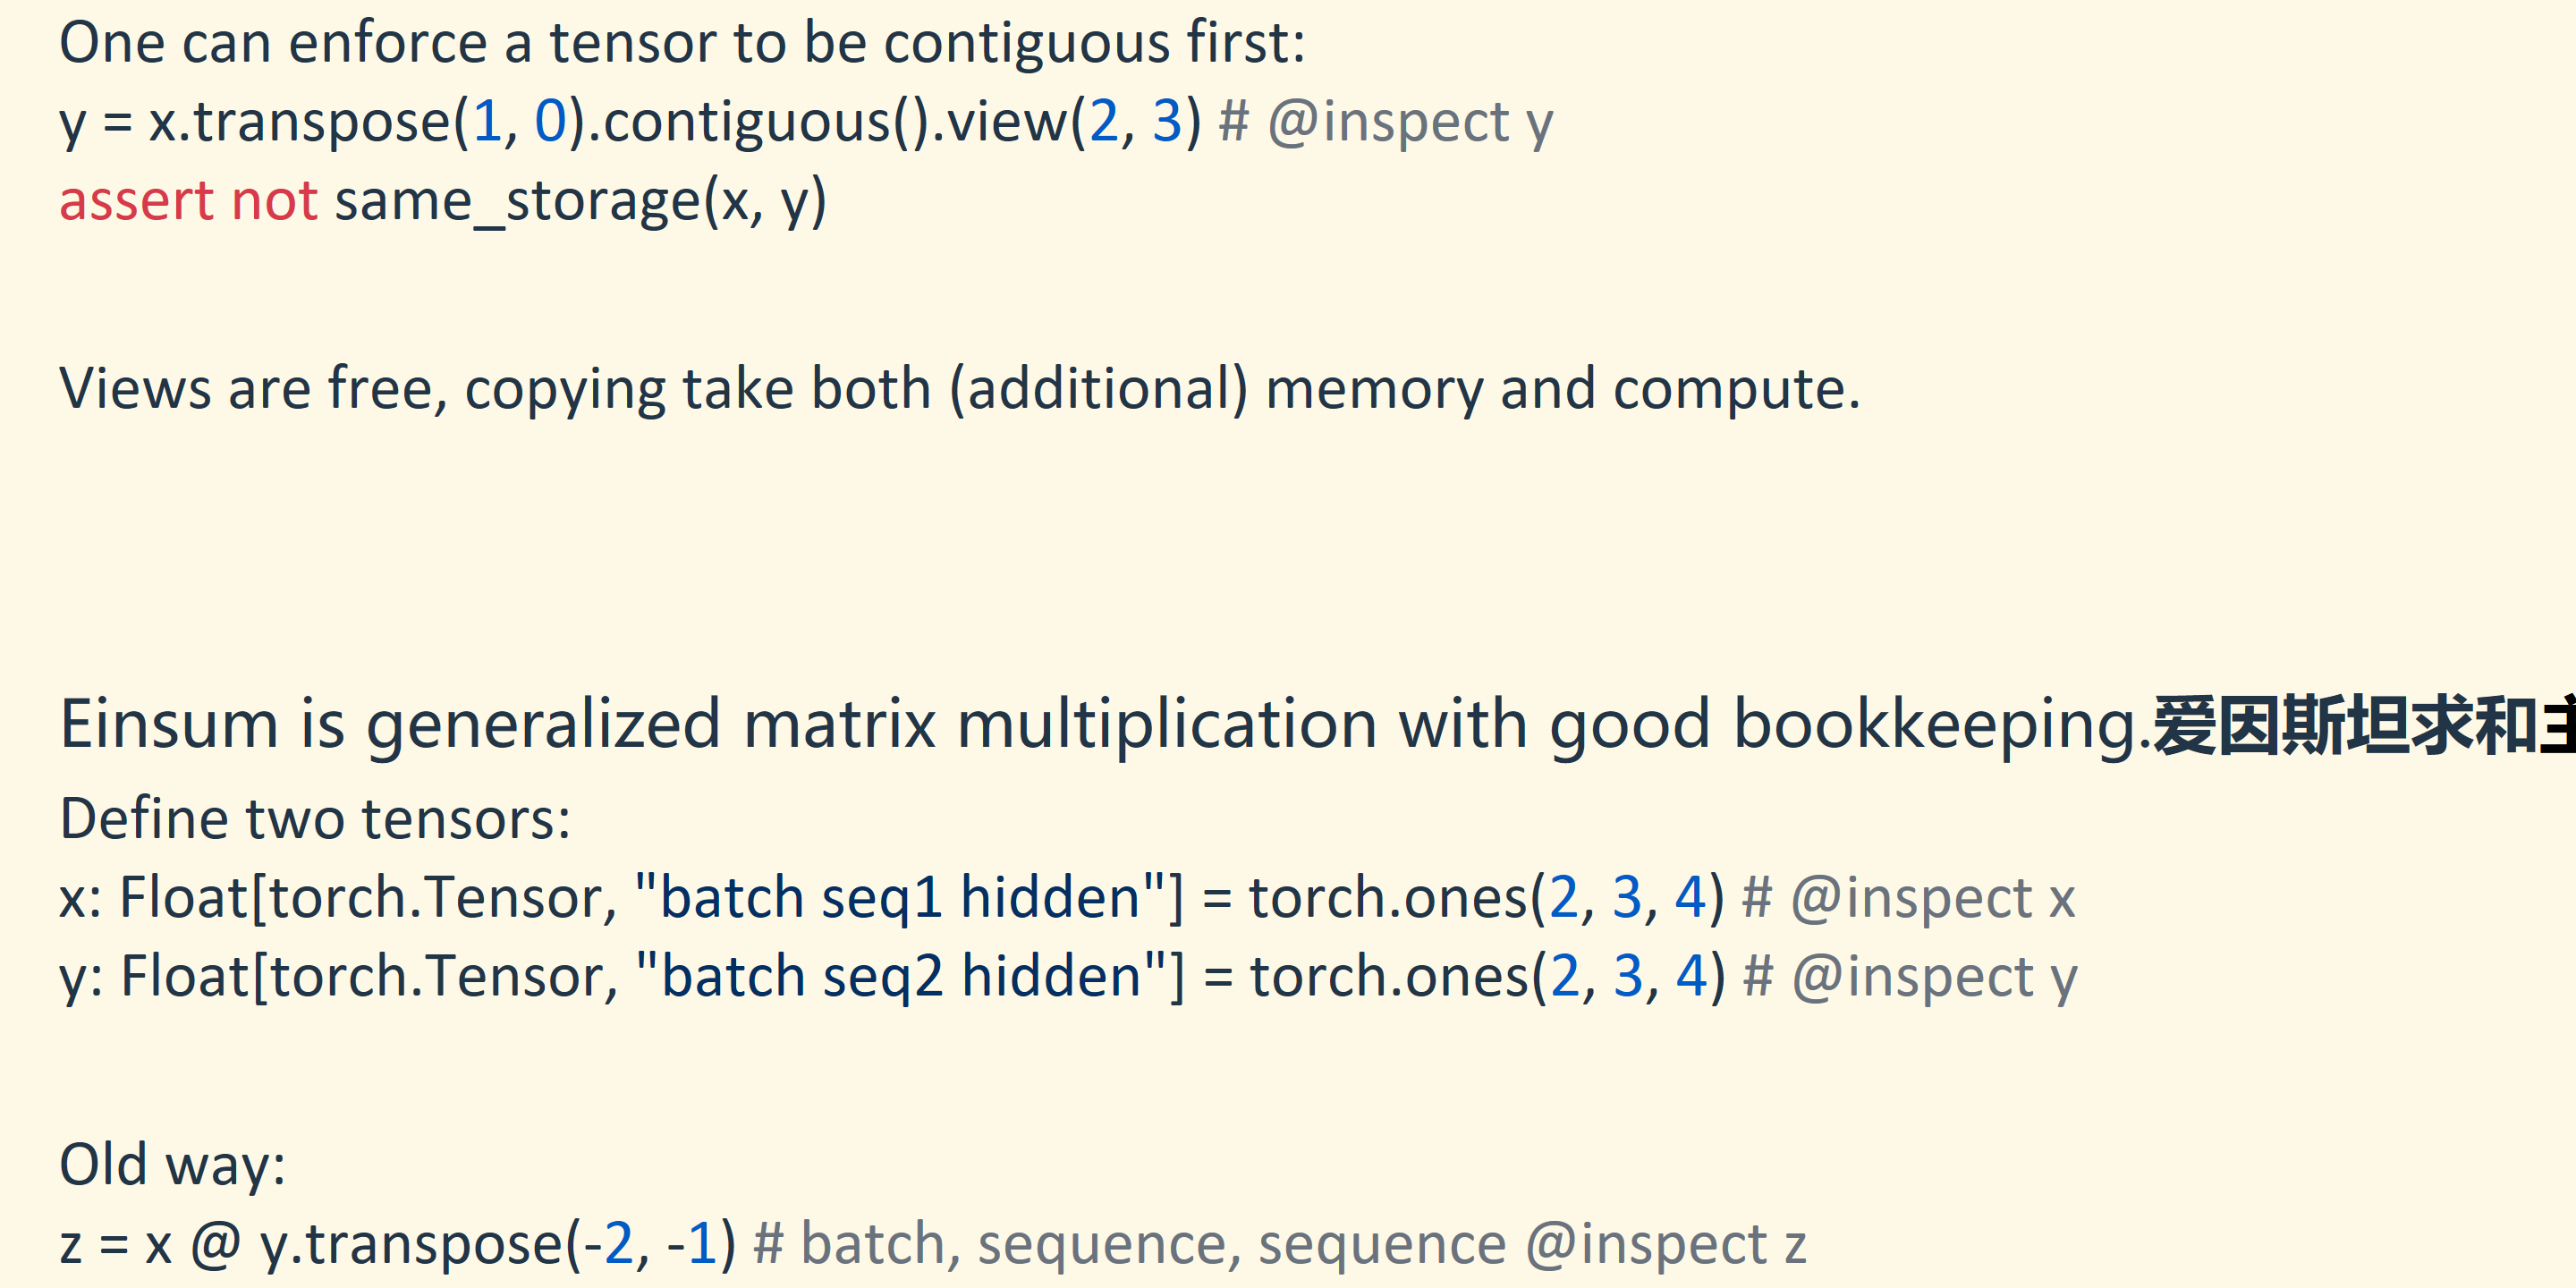 One can enforce a tensor to be contiguous first:
y = x.transpose(1, 0).contiguous().view(2, 3) # @inspect y
assert not same_storage(x, y)
Views are free, copying take both (additional) memory and compute.
Einsum is generalized matrix multiplication with good bookkeeping.爱因斯坦求和
Define two tensors:
x: Float[torch.Tensor, "batch seq1 hidden"] = torch.ones(2, 3, 4) # @inspect x
y: Float[torch.Tensor, "batch seq2 hidden"] = torch.ones(2, 3, 4) # @inspect y
Old way:
z = x @ y.transpose(-2, -1) # batch, sequence, sequence @inspect z